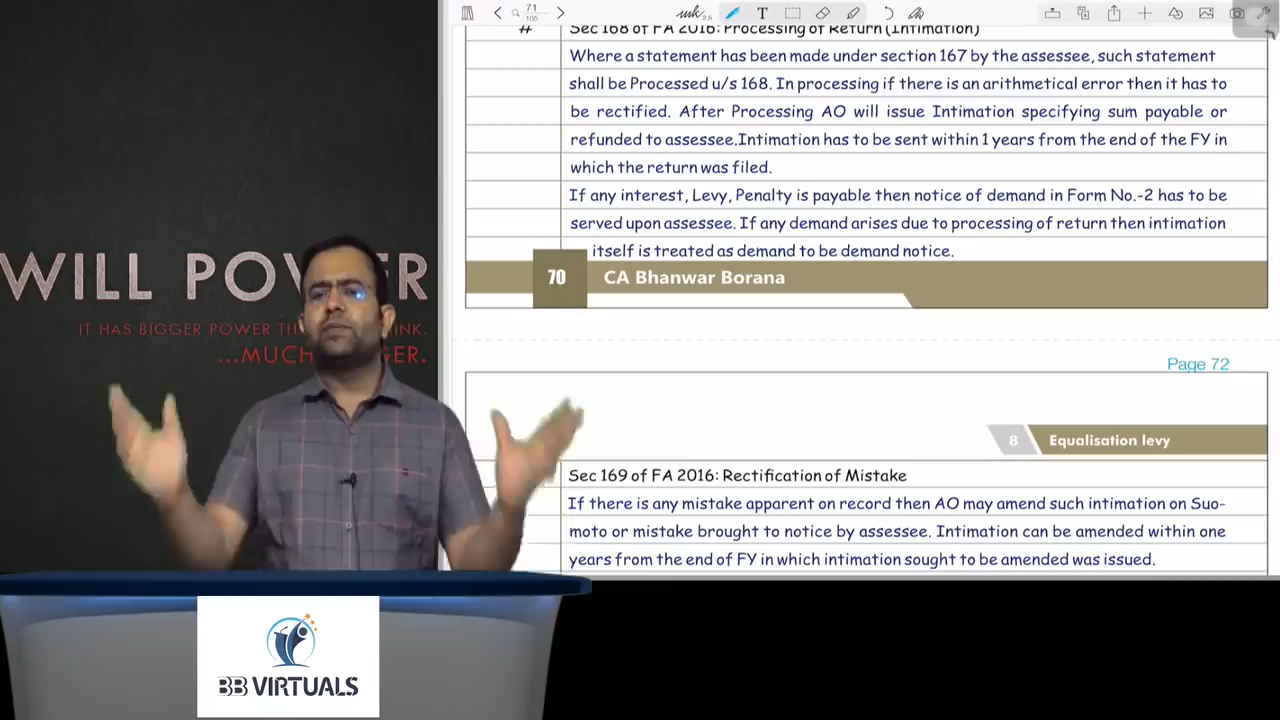 71
105
T
# Sec 168 of FA 2016: Processing of Return (Intimation)
Where a statement has been made under section 167 by the assessee, such statement
shall be Processed u/s 168. In processing if there is an arithmetical error then it has to
be rectified. After Processing AO will issue Intimation specifying sum payable or
refunded to assessee.Intimation has to be sent within 1 years from the end of the FY in
which the return was filed.
If any interest, Levy, Penalty is payable then notice of demand in Form No.-2 has to be
served upon assessee. If any demand arises due to processing of return then intimation
itself is treated as demand to be demand notice.
70 CA Bhanwar Borana
Page 72
8 Equalisation levy
Sec 169 of FA 2016: Rectification of Mistake
If there is any mistake apparent on record then AO may amend such intimation on Suo-
moto or mistake brought to notice by assessee. Intimation can be amended within one
years from the end of FY in which intimation sought to be amended was issued.
WILL POWER
IT HAS BIGGER POWER
...MUCH
BB VIRTUALS